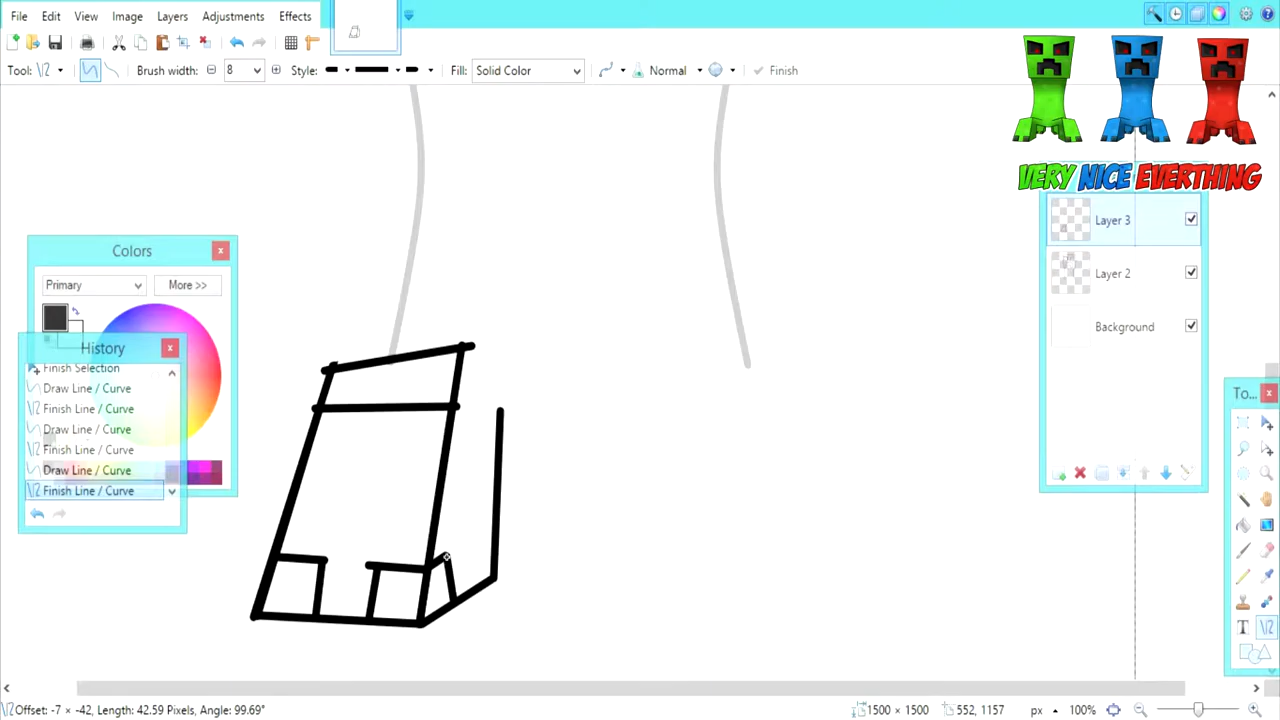 File Edit View Image Layers Adjustments Effects
Tool: Brush width: 8 Style: Fill: Solid Color Normal Finish
VERY NICE EVERTHING
Colors
Primary More >>
History
Finish Selection
Draw Line / Curve
Finish Line / Curve
Draw Line / Curve
Finish Line / Curve
Draw Line / Curve
Finish Line / Curve
Layer 3
Layer 2
Background
To...
T
Offset: -7 × -42, Length: 42.59 Pixels, Angle: 99.69° 1500 × 1500 552, 1157 px 100%